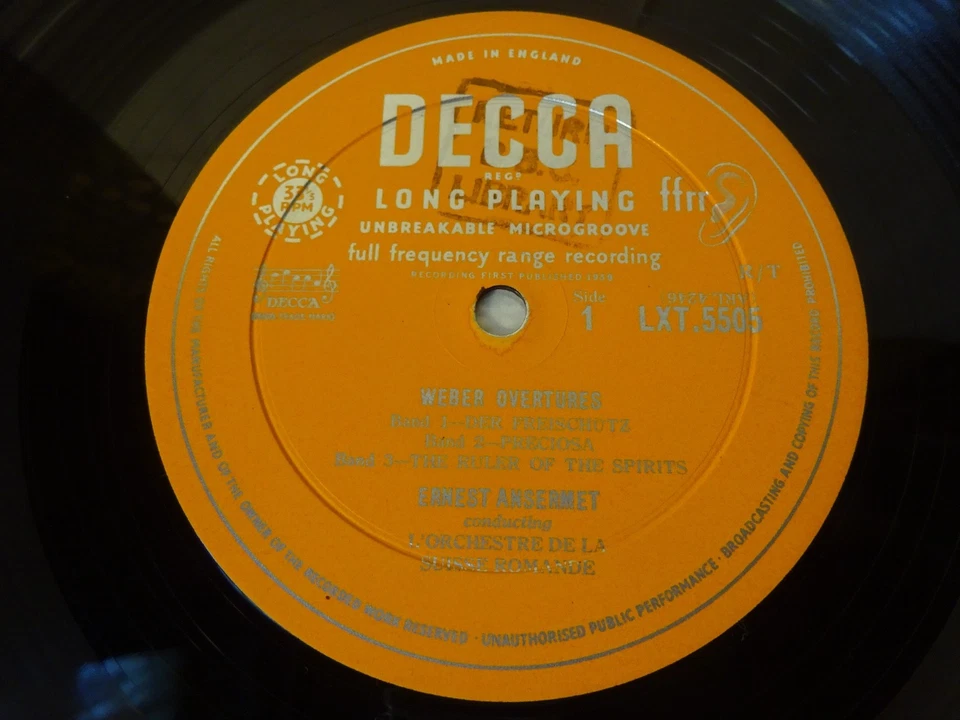 MADE IN ENGLAND
DECCA
REGD
LONG PLAYING
UNBREAKABLE MICROGROOVE
full frequency range recording
RECORDING FIRST PUBLISHED 1959
LONG 33⅓ RPM PLAYING
ffrr
RETURN
LIBRARY
DECCA
R/T
Side
1
LXT.5505
WEBER OVERTURES
Band 1—DER FREISCHUTZ
Band 2—PRECIOSA
Band 3—THE RULER OF THE SPIRITS
ERNEST ANSERMET
conducting
L'ORCHESTRE DE LA
SUISSE ROMANDE
ALL RIGHTS OF THE MANUFACTURER AND OF THE OWNER OF THE RECORDED WORK RESERVED · UNAUTHORISED PUBLIC PERFORMANCE · BROADCASTING AND COPYING OF THIS RECORD PROHIBITED